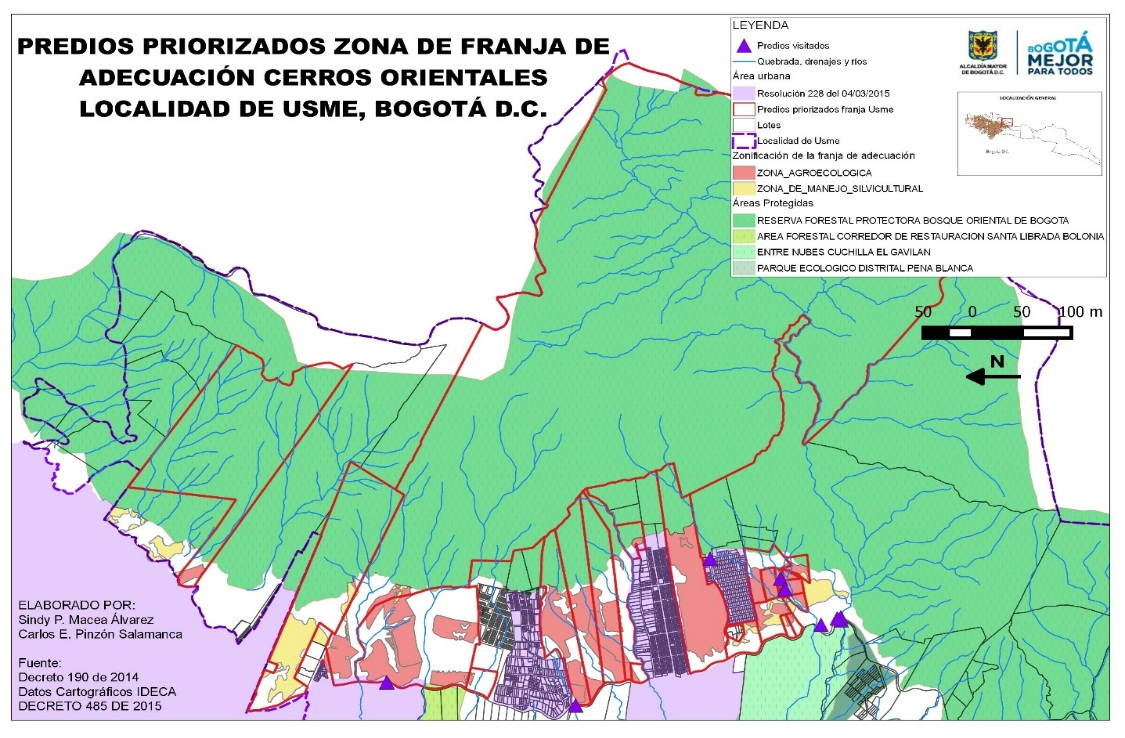 PREDIOS PRIORIZADOS ZONA DE FRANJA DE
ADECUACIÓN CERROS ORIENTALES
LOCALIDAD DE USME, BOGOTÁ D.C.
LEYENDA
Predios visitados
Quebrada, drenajes y ríos
Área urbana
Resolución 228 del 04/03/2015
Predios priorizados franja Usme
Lotes
Localidad de Usme
Zonificación de la franja de adecuación
ZONA_AGROECOLOGICA
ZONA_DE_MANEJO_SILVICULTURAL
Áreas Protegidas
RESERVA FORESTAL PROTECTORA BOSQUE ORIENTAL DE BOGOTA
AREA FORESTAL CORREDOR DE RESTAURACION SANTA LIBRADA BOLONIA
ENTRE NUBES CUCHILLA EL GAVILAN
PARQUE ECOLOGICO DISTRITAL PENA BLANCA
ALCALDÍA MAYOR
DE BOGOTÁ D.C.
BOGOTÁ
MEJOR
PARA TODOS
LOCALIZACIÓN GENERAL
Bogotá D.C.
50 0 50 100 m
N
ELABORADO POR:
Sindy P. Macea Álvarez
Carlos E. Pinzón Salamanca
Fuente:
Decreto 190 de 2014
Datos Cartográficos IDECA
DECRETO 485 DE 2015